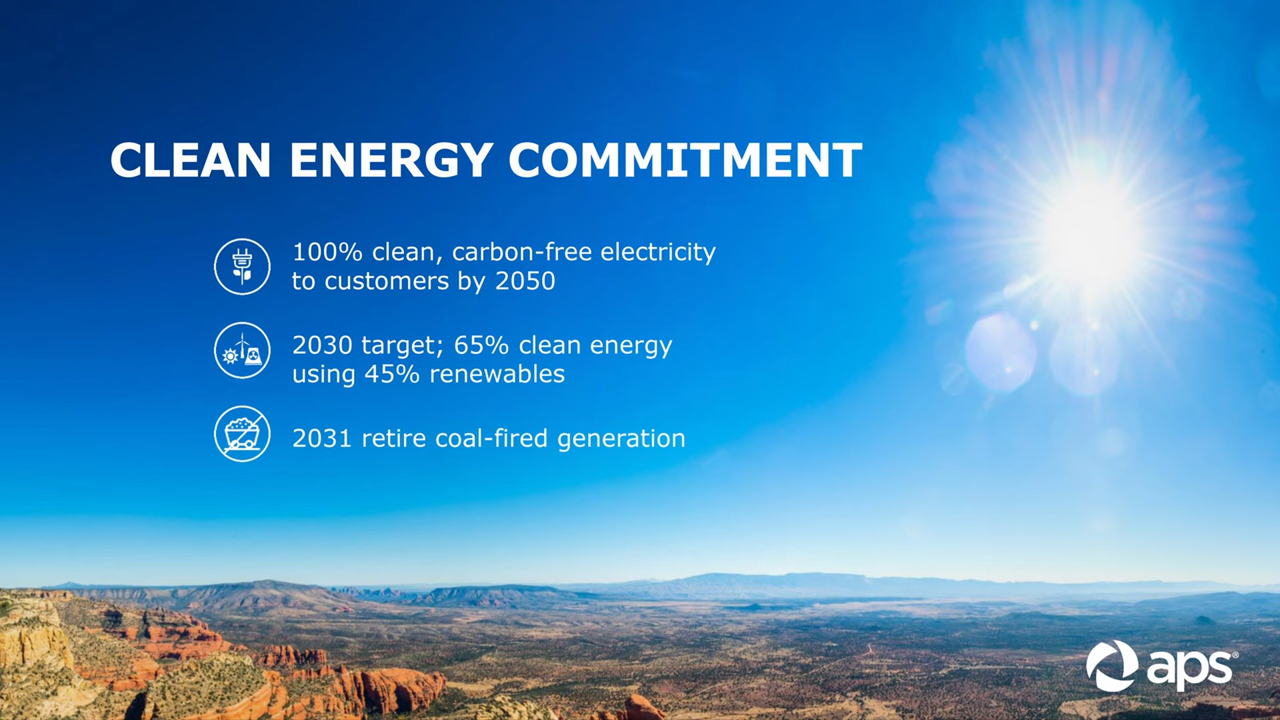 CLEAN ENERGY COMMITMENT
100% clean, carbon-free electricity
to customers by 2050
2030 target; 65% clean energy
using 45% renewables
2031 retire coal-fired generation
aps®